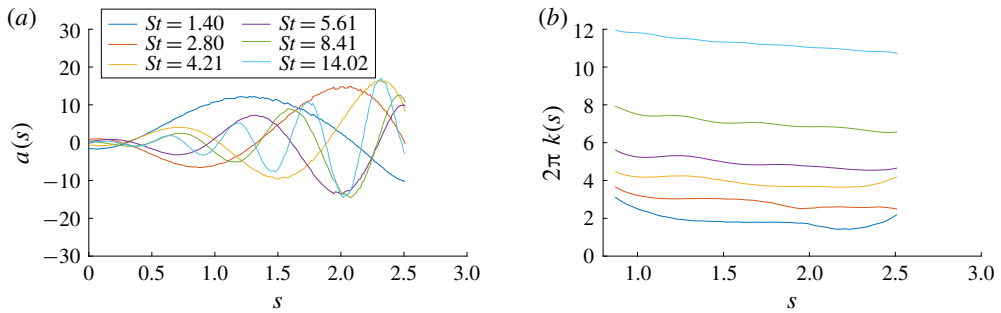 (a)
St = 1.40
St = 2.80
St = 4.21
St = 5.61
St = 8.41
St = 14.02
30
20
10
0
−10
−20
−30
a(s)
0
0.5
1.0
1.5
2.0
2.5
3.0
s
(b)
12
10
8
6
4
2
0
2π k(s)
1.0
1.5
2.0
2.5
3.0
s